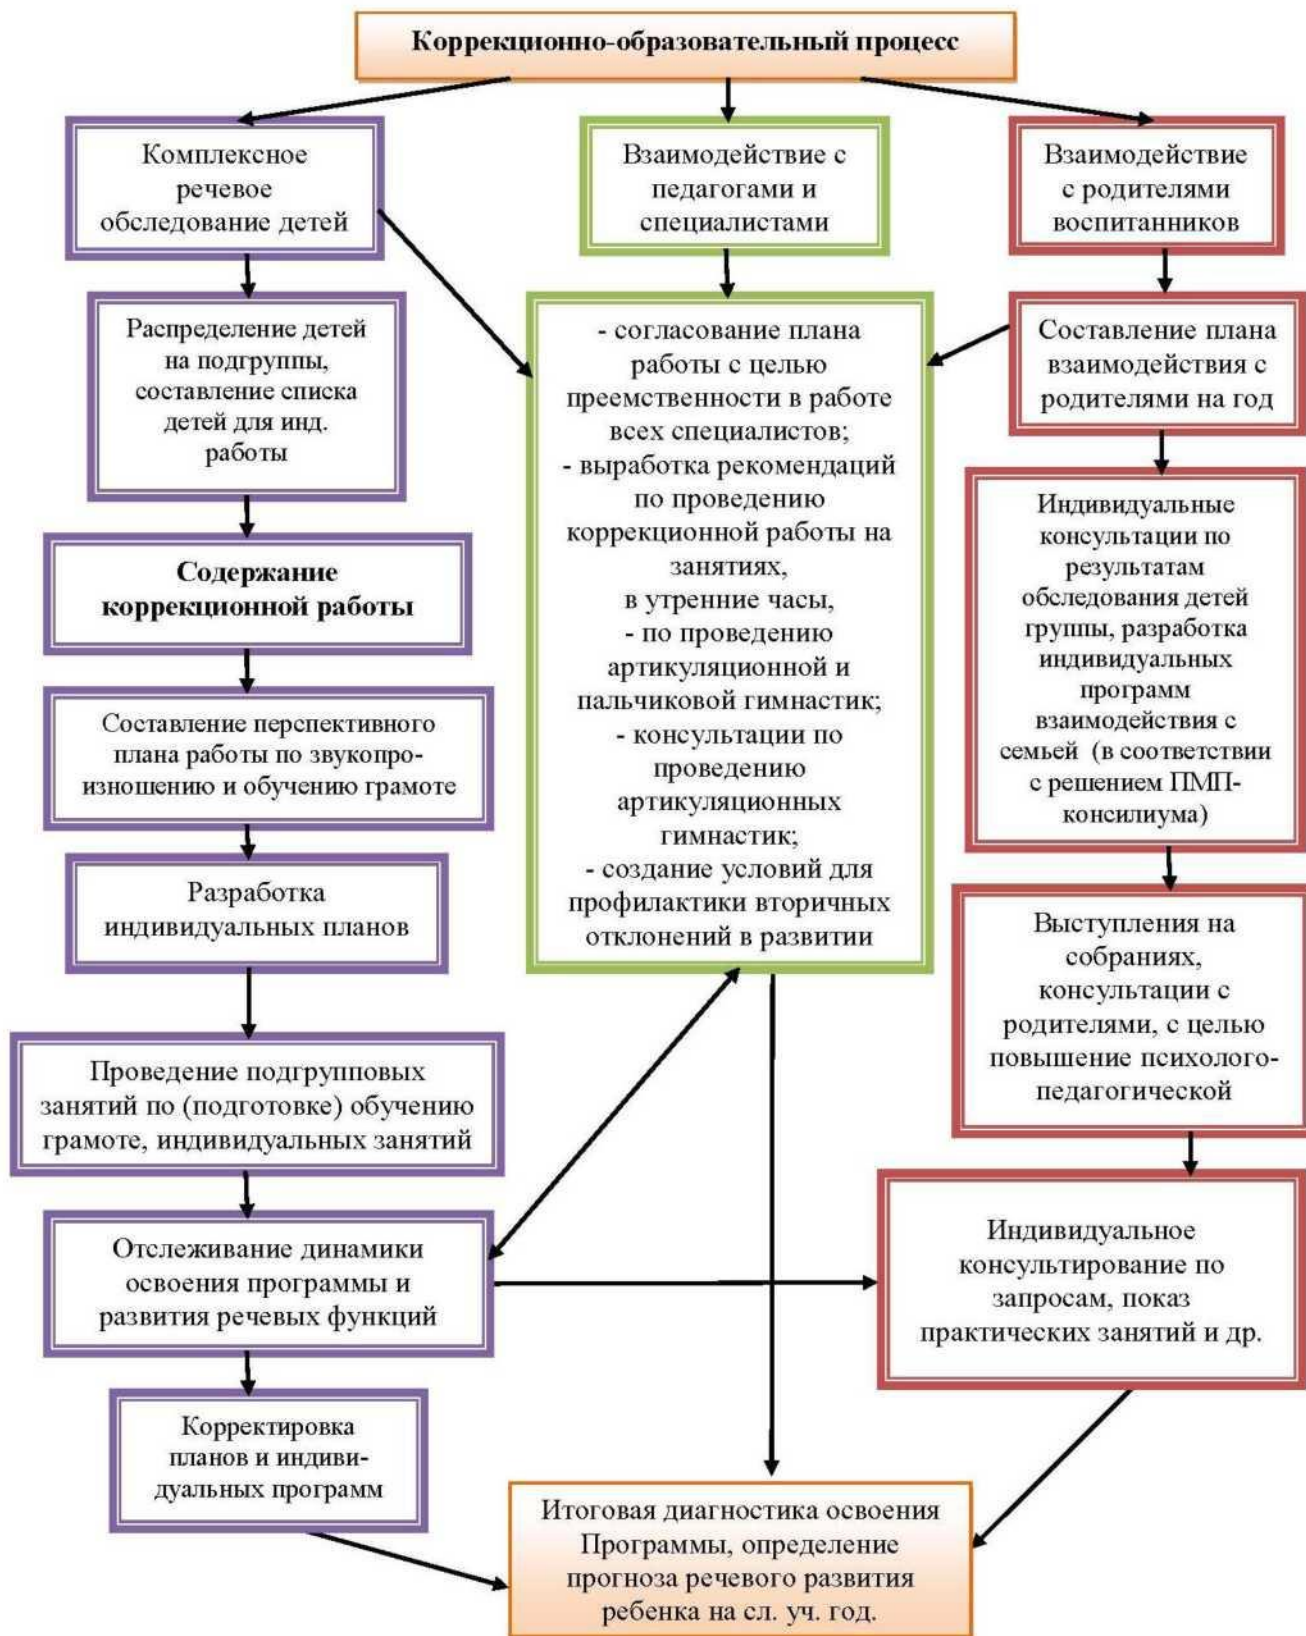 Коррекционно-образовательный процесс
Комплексное
речевое
обследование детей
Взаимодействие с
педагогами и
специалистами
Взаимодействие
с родителями
воспитанников
Распределение детей
на подгруппы,
составление списка
детей для инд.
работы
- согласование плана
работы с целью
преемственности в работе
всех специалистов;
- выработка рекомендаций
по проведению
коррекционной работы на
занятиях,
в утренние часы,
- по проведению
артикуляционной и
пальчиковой гимнастик;
- консультации по
проведению
артикуляционных
гимнастик;
- создание условий для
профилактики вторичных
отклонений в развитии
Составление плана
взаимодействия с
родителями на год
Содержание
коррекционной работы
Индивидуальные
консультации по
результатам
обследования детей
группы, разработка
индивидуальных
программ
взаимодействия с
семьей (в соответствии
с решением ПМП-
консилиума)
Составление перспективного
плана работы по звукопро-
изношению и обучению грамоте
Разработка
индивидуальных планов
Выступления на
собраниях,
консультации с
родителями, с целью
повышение психолого-
педагогической
Проведение подгрупповых
занятий по (подготовке) обучению
грамоте, индивидуальных занятий
Отслеживание динамики
освоения программы и
развития речевых функций
Индивидуальное
консультирование по
запросам, показ
практических занятий и др.
Корректировка
планов и индиви-
дуальных программ
Итоговая диагностика освоения
Программы, определение
прогноза речевого развития
ребенка на сл. уч. год.